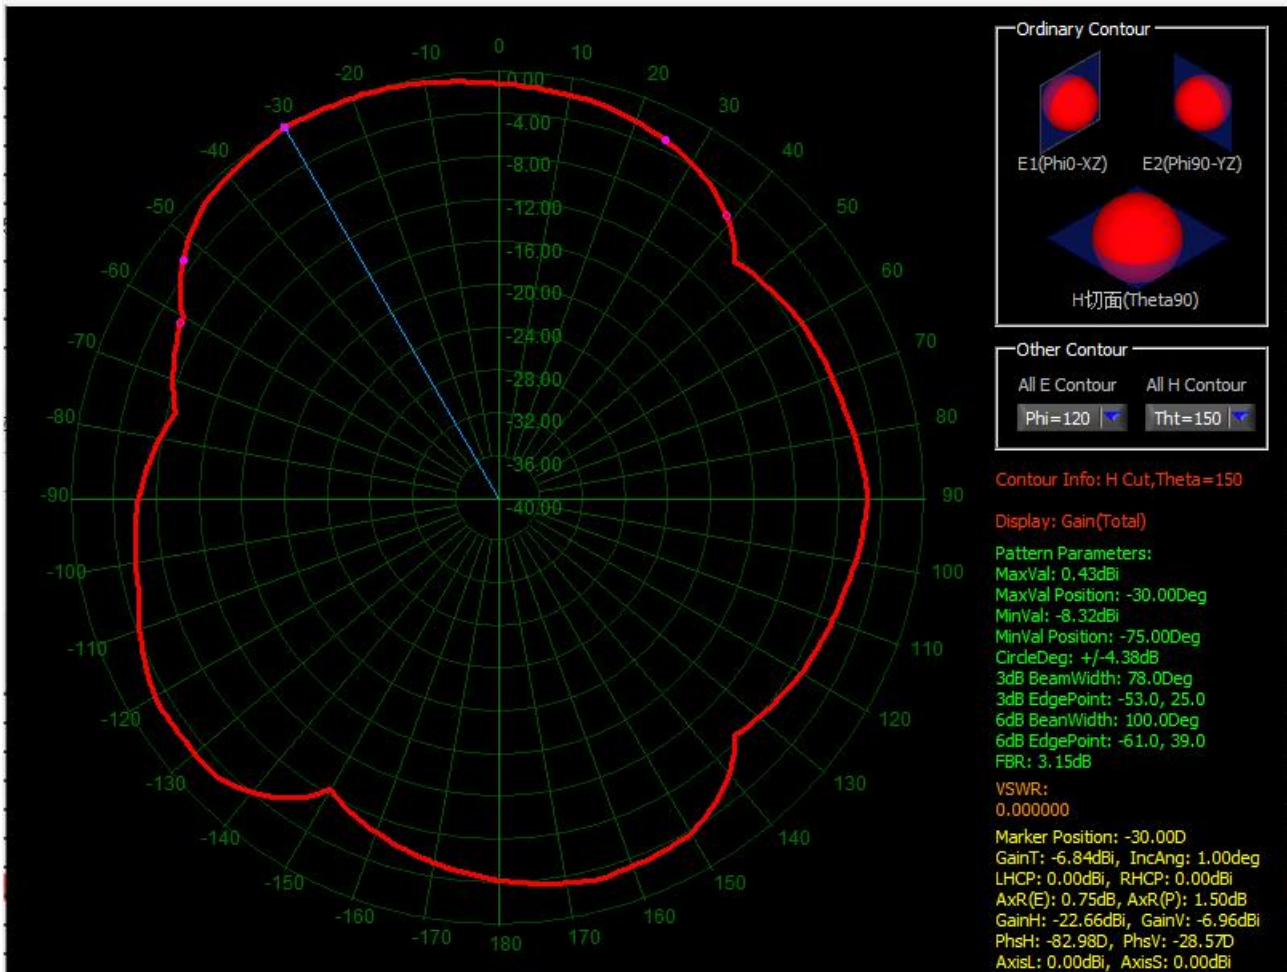 Ordinary Contour
E1(Phi0-XZ) E2(Phi90-YZ)
H切面(Theta90)
Other Contour
All E Contour All H Contour
Phi=120 Tht=150
Contour Info: H Cut,Theta=150
Display: Gain(Total)
Pattern Parameters:
MaxVal: 0.43dBi
MaxVal Position: -30.00Deg
MinVal: -8.32dBi
MinVal Position: -75.00Deg
CircleDeg: +/-4.38dB
3dB BeamWidth: 78.0Deg
3dB EdgePoint: -53.0, 25.0
6dB BeanWidth: 100.0Deg
6dB EdgePoint: -61.0, 39.0
FBR: 3.15dB
VSWR:
0.000000
Marker Position: -30.00D
GainT: -6.84dBi, IncAng: 1.00deg
LHCP: 0.00dBi, RHCP: 0.00dBi
AxR(E): 0.75dB, AxR(P): 1.50dB
GainH: -22.66dBi, GainV: -6.96dBi
PhsH: -82.98D, PhsV: -28.57D
AxisL: 0.00dBi, AxisS: 0.00dBi
0
10
20
30
40
50
60
70
80
90
100
110
120
130
140
150
160
170
180
-170
-160
-150
-140
-130
-120
-110
-100
-90
-80
-70
-60
-50
-40
-30
-20
-10
0.00
-4.00
-8.00
-12.00
-16.00
-20.00
-24.00
-28.00
-32.00
-36.00
-40.00